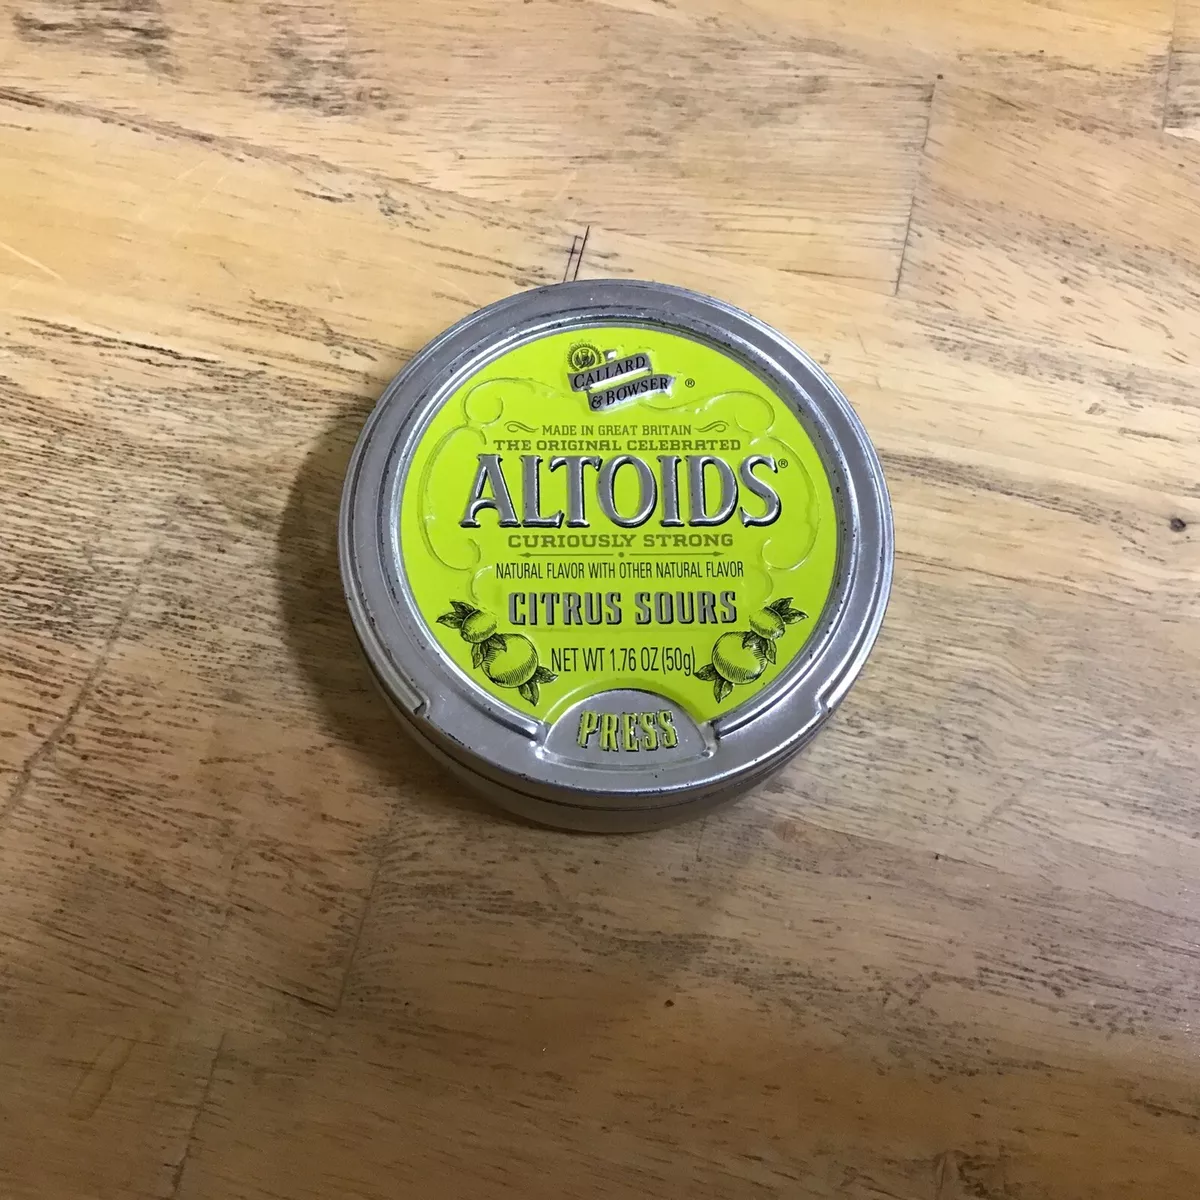 CALLARD
& BOWSER ®
MADE IN GREAT BRITAIN
THE ORIGINAL CELEBRATED
ALTOIDS®
CURIOUSLY STRONG
NATURAL FLAVOR WITH OTHER NATURAL FLAVOR
CITRUS SOURS
NET WT 1.76 OZ (50g)
PRESS